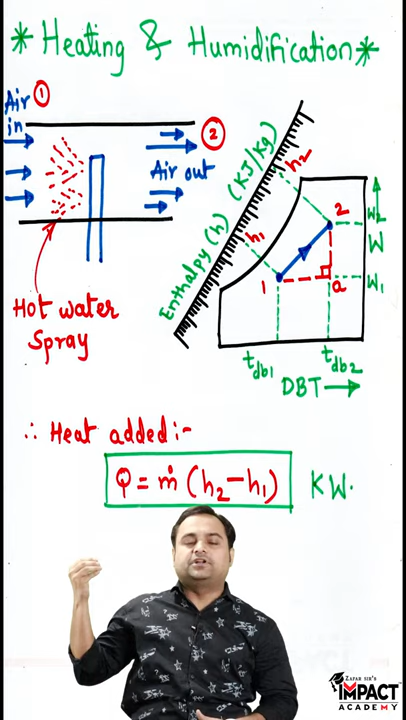 *Heating & Humidification*
Air ①
in
②
Air out
Hot water
Spray
Enthalpy (h) (KJ/kg)
h₂
h₁
1
2
a
W₂
W
W₁
tdb1
tdb2
DBT →
∴ Heat added :-
Q = ṁ (h₂-h₁) KW.
ZAFAR SIR'S
IMPACT
ACADEMY